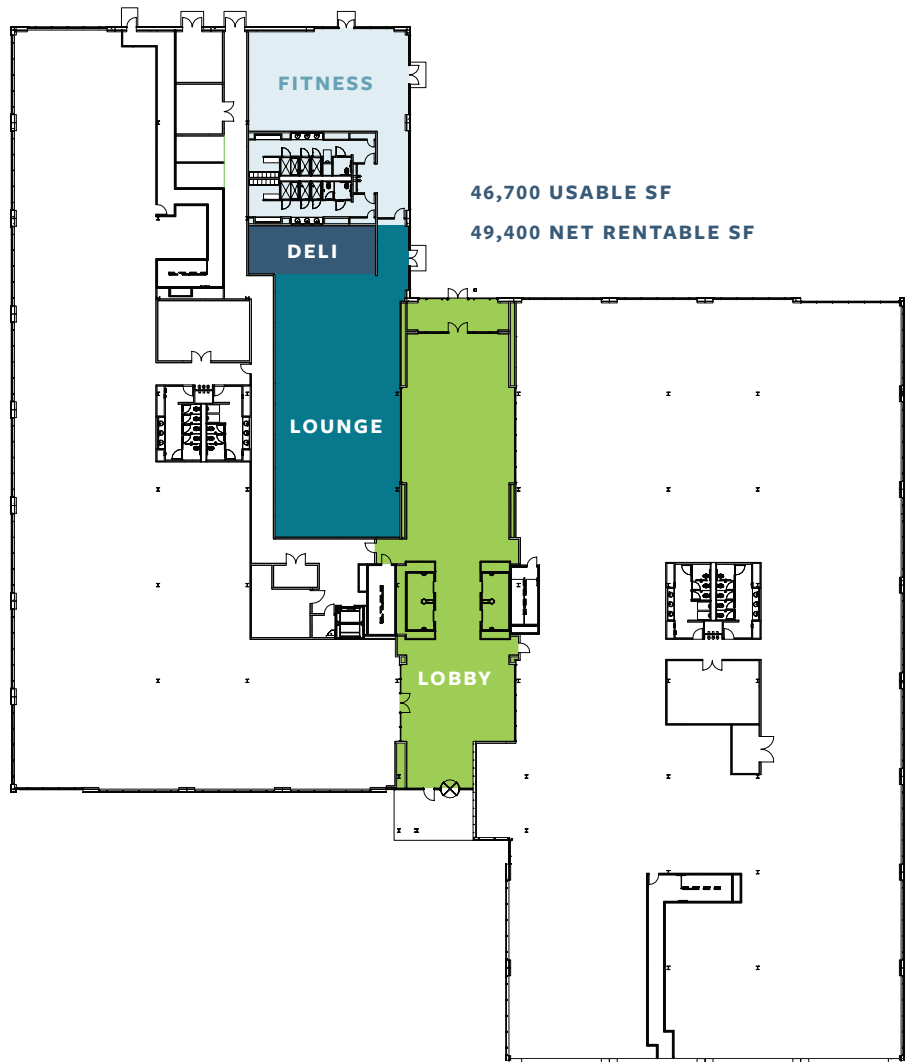 FITNESS
46,700 USABLE SF
49,400 NET RENTABLE SF
DELI
LOUNGE
LOBBY